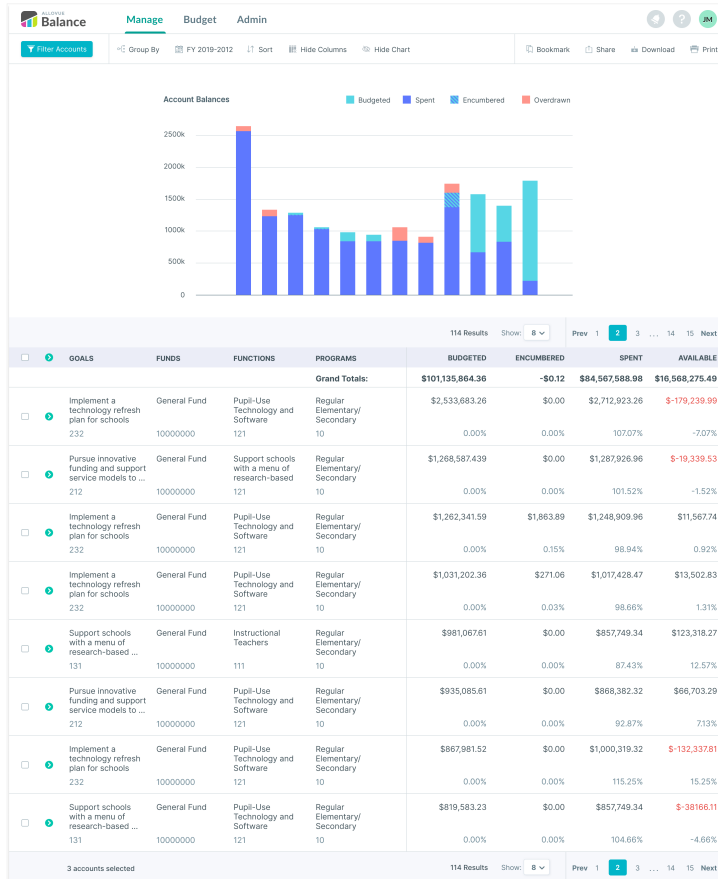 ALLOVUE
Balance
Manage Budget Admin
? JM
Filter Accounts Group By FY 2019-2012 Sort Hide Columns Hide Chart Bookmark Share Download Print
Account Balances Budgeted Spent Encumbered Overdrawn
2500k
2000k
1500k
1000k
500k
0
114 Results Show: 8 Prev 1 2 3 ... 14 15 Next
GOALS FUNDS FUNCTIONS PROGRAMS BUDGETED ENCUMBERED SPENT AVAILABLE
Grand Totals: $101,135,864.36 -$0.12 $84,567,588.98 $16,568,275.49
Implement a General Fund Pupil-Use Regular $2,533,683.26 $0.00 $2,712,923.26 $-179,239.99
technology refresh Technology and Elementary/
plan for schools Software Secondary
232 10000000 121 10 0.00% 0.00% 107.07% -7.07%
Pursue innovative General Fund Support schools Regular $1,268,587.439 $0.00 $1,287,926.96 $-19,339.53
funding and support with a menu of Elementary/
service models to ... research-based Secondary
212 10000000 121 10 0.00% 0.00% 101,52% -1.52%
Implement a General Fund Pupil-Use Regular $1,262,341.59 $1,863.89 $1,248,909.96 $11,567.74
technology refresh Technology and Elementary/
plan for schools Software Secondary
232 10000000 121 10 0.00% 0.15% 98.94% 0.92%
Implement a General Fund Pupil-Use Regular $1,031,202.36 $271.06 $1,017,428.47 $13,502.83
technology refresh Technology and Elementary/
plan for schools Software Secondary
232 10000000 121 10 0.00% 0.03% 98.66% 1.31%
Support schools General Fund Instructional Regular $981,067.61 $0.00 $857,749.34 $123,318.27
with a menu of Teachers Elementary/
research-based ... Secondary
131 10000000 111 10 0.00% 0.00% 87.43% 12.57%
Pursue innovative General Fund Pupil-Use Regular $935,085.61 $0.00 $868,382.32 $66,703.29
funding and support Technology and Elementary/
service models to ... Software Secondary
212 10000000 121 10 0.00% 0.00% 92.87% 7.13%
Implement a General Fund Pupil-Use Regular $867,981.52 $0.00 $1,000,319.32 $-132,337.81
technology refresh Technology and Elementary/
plan for schools Software Secondary
232 10000000 121 10 0.00% 0.00% 115.25% 15.25%
Support schools General Fund Pupil-Use Regular $819,583.23 $0.00 $857,749.34 $-38166.11
with a menu of Technology and Elementary/
research-based ... Software Secondary
131 10000000 121 10 0.00% 0.00% 104.66% -4.66%
3 accounts selected 114 Results Show: 8 Prev 1 2 3 ... 14 15 Next